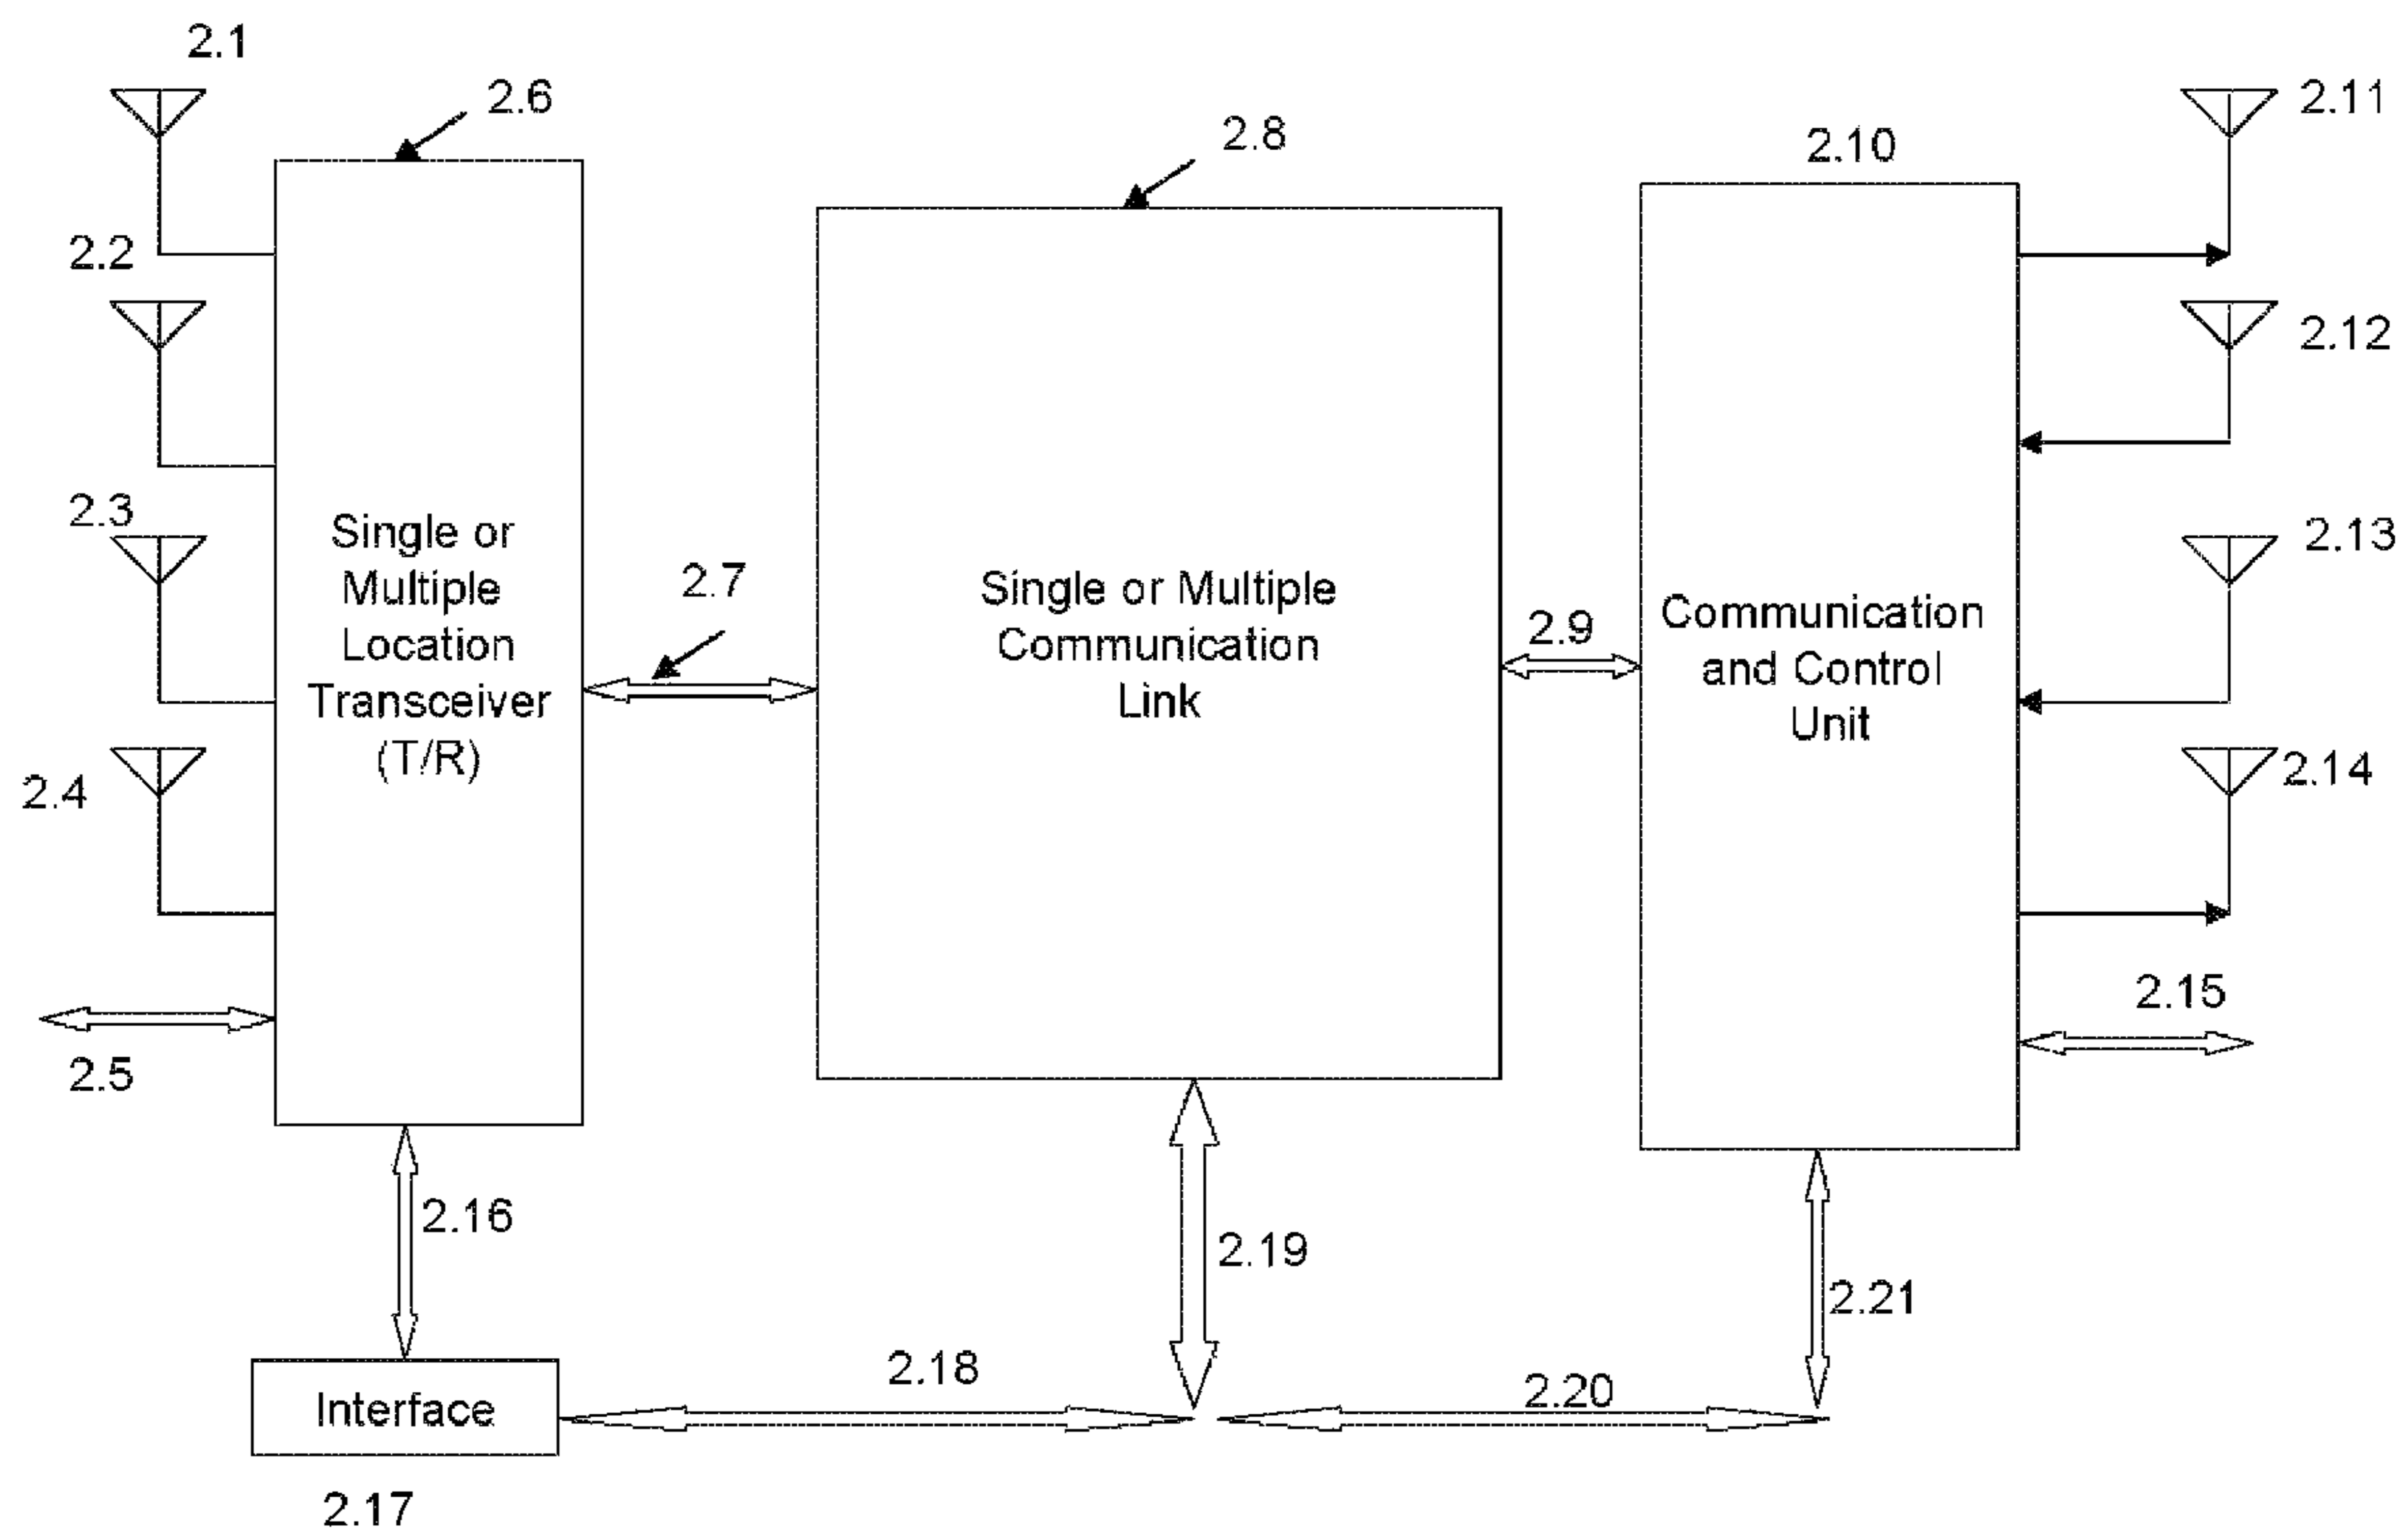 2.1
2.6
2.8
2.10
2.11
2.2
2.12
2.3
2.13
Single or
Multiple
Location
Transceiver
(T/R)
2.7
Single or Multiple
Communication
Link
2.9
Communication
and Control
Unit
2.4
2.14
2.5
2.15
2.16
2.19
2.21
Interface
2.18
2.20
2.17